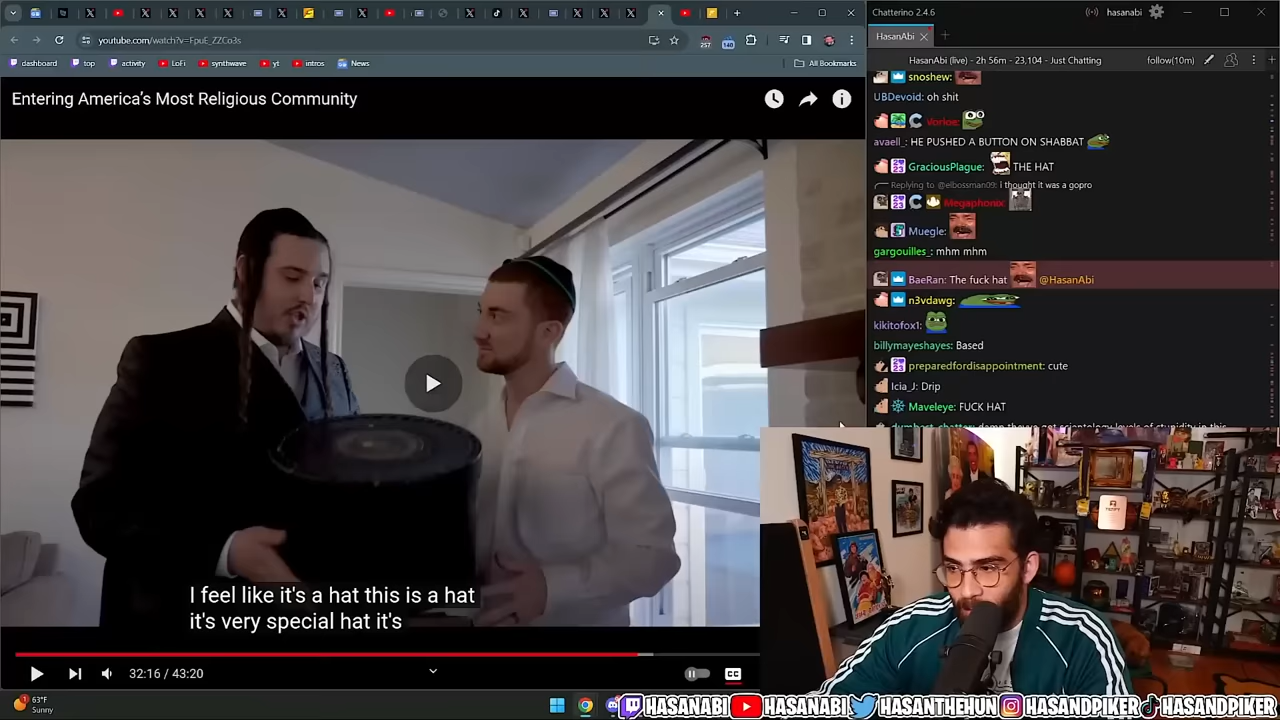 Chatterino 2.4.6
hasanabi
youtube.com/watch?v=FpuE_ZZCo3s
257
140
HasanAbi
dashboard
top
activity
LoFi
synthwave
yt
intros
News
All Bookmarks
HasanAbi (live) - 2h 56m - 23,104 - Just Chatting
follow(10m)
Entering America's Most Religious Community
snoshew:
UBDevoid: oh shit
Vorkoe:
avaell_: HE PUSHED A BUTTON ON SHABBAT
GraciousPlague: THE HAT
Replying to @elbossman09: i thought it was a gopro
Megaphonix:
Muegle:
gargouilles_: mhm mhm
BaeRan: The fuck hat @HasanAbi
n3vdawg:
kikitofox1:
billymayeshayes: Based
preparedfordisappointment: cute
Icia_J: Drip
Maveleye: FUCK HAT
I feel like it's a hat this is a hat
it's very special hat it's
32:16 / 43:20
CC
63°F
Sunny
HASANABI
HASANABI
HASANTHEHUN
HASANDPIKER
HASANDPIKER